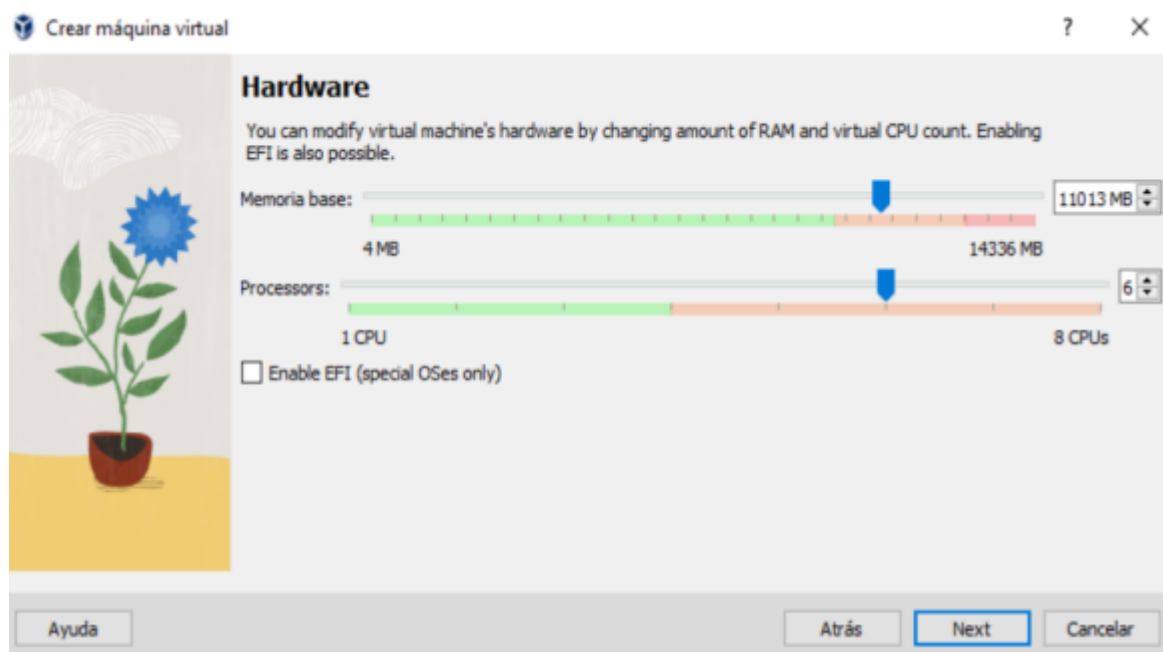 Crear máquina virtual
?
Hardware
You can modify virtual machine's hardware by changing amount of RAM and virtual CPU count. Enabling
EFI is also possible.
Memoria base:
11013 MB
4 MB
14336 MB
Processors:
6
1 CPU
8 CPUs
Enable EFI (special OSes only)
Ayuda
Atrás
Next
Cancelar